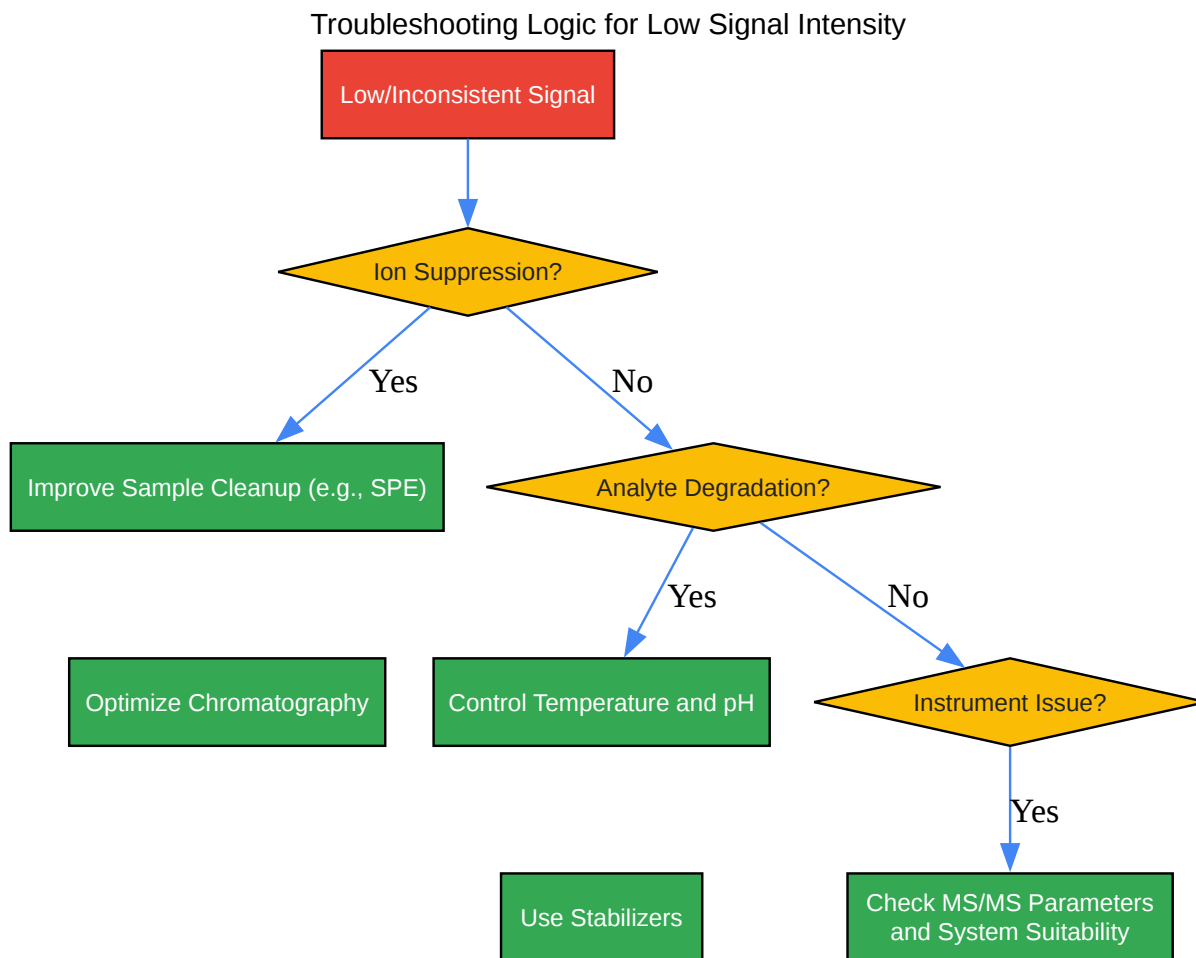 Troubleshooting Logic for Low Signal Intensity
Low/Inconsistent Signal
Ion Suppression?
Yes
No
Improve Sample Cleanup (e.g., SPE)
Analyte Degradation?
Yes
No
Optimize Chromatography
Control Temperature and pH
Instrument Issue?
Yes
Use Stabilizers
Check MS/MS Parameters
and System Suitability